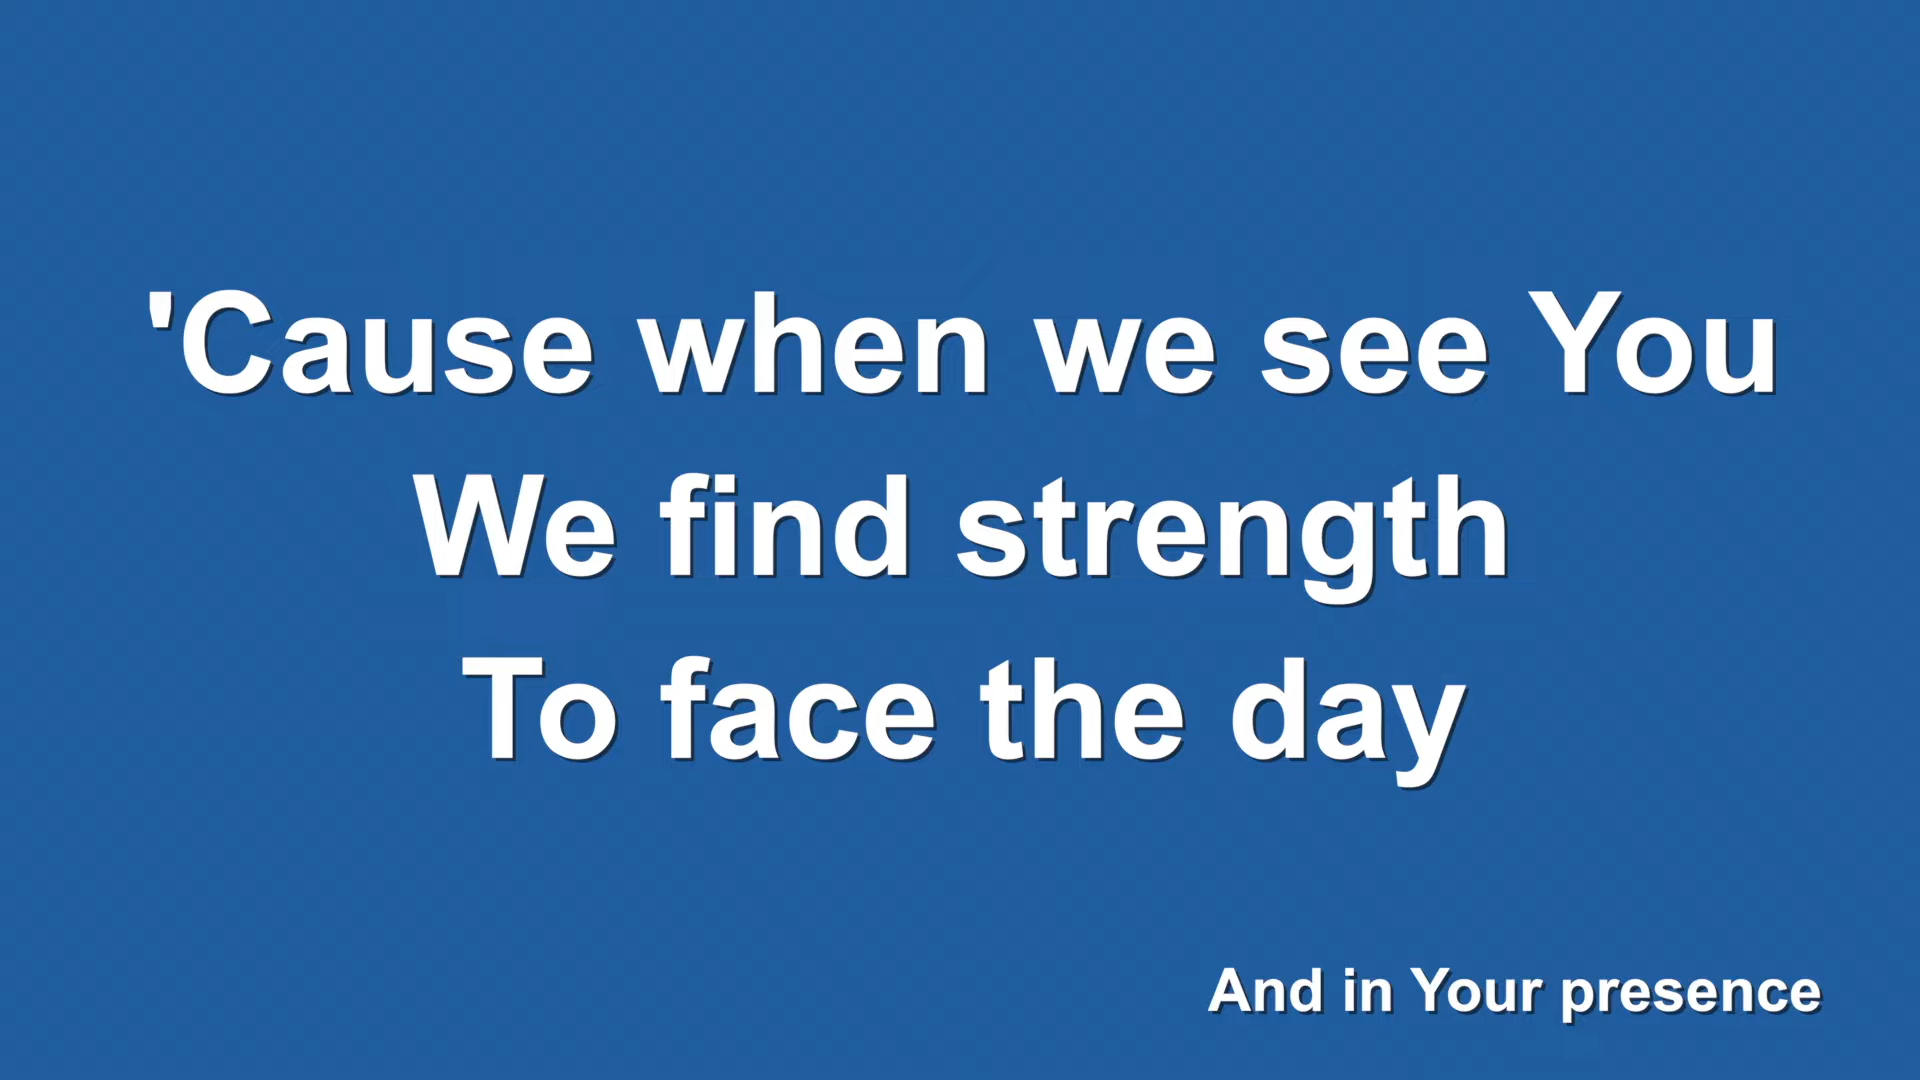 'Cause when we see You
We find strength
To face the day
And in Your presence